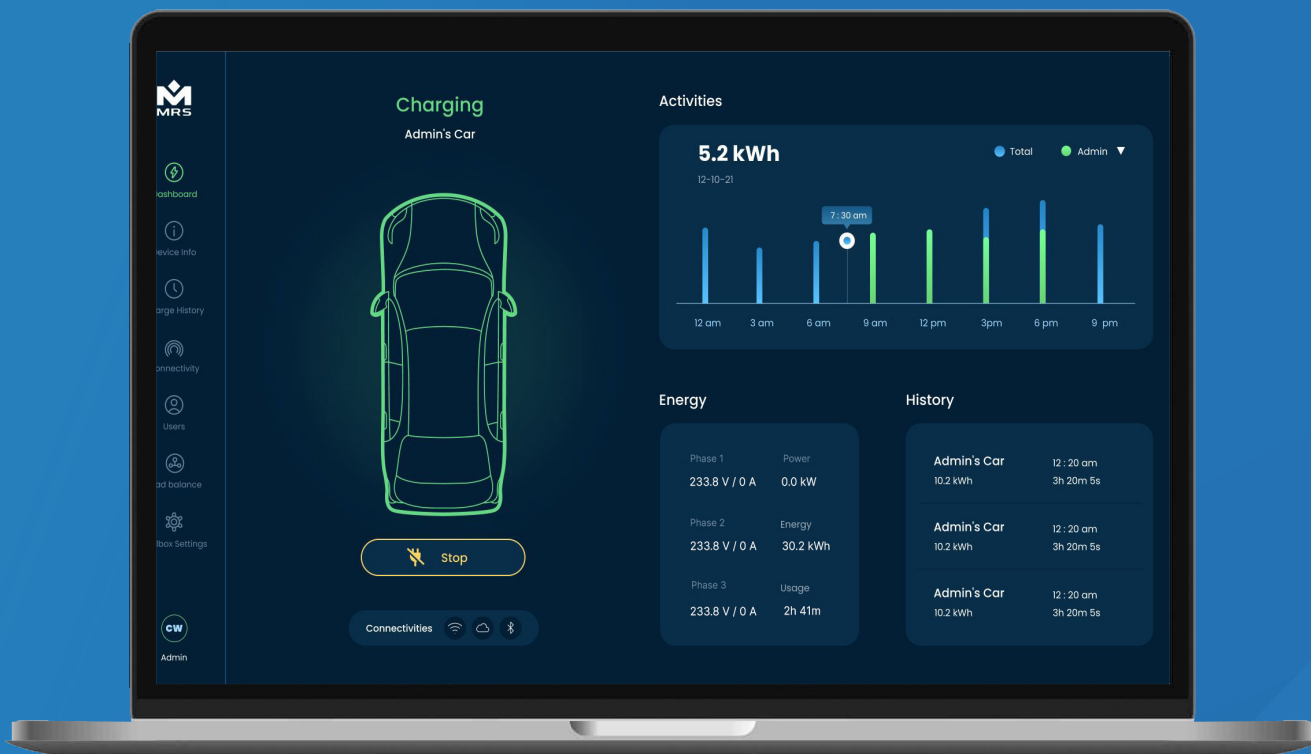 MRS
ashboard
evice Info
arge History
onnectivity
Users
ad balance
lbox Settings
CW
Admin
Charging
Admin's Car
Stop
Connectivities
Activities
5.2 kWh
12-10-21
Total
Admin
7 : 30 am
12 am 3 am 6 am 9 am 12 pm 3pm 6 pm 9 pm
Energy
Phase 1 Power
233.8 V / 0 A 0.0 kW
Phase 2 Energy
233.8 V / 0 A 30.2 kWh
Phase 3 Usage
233.8 V / 0 A 2h 41m
History
Admin's Car 12 : 20 am
10.2 kWh 3h 20m 5s
Admin's Car 12 : 20 am
10.2 kWh 3h 20m 5s
Admin's Car 12 : 20 am
10.2 kWh 3h 20m 5s